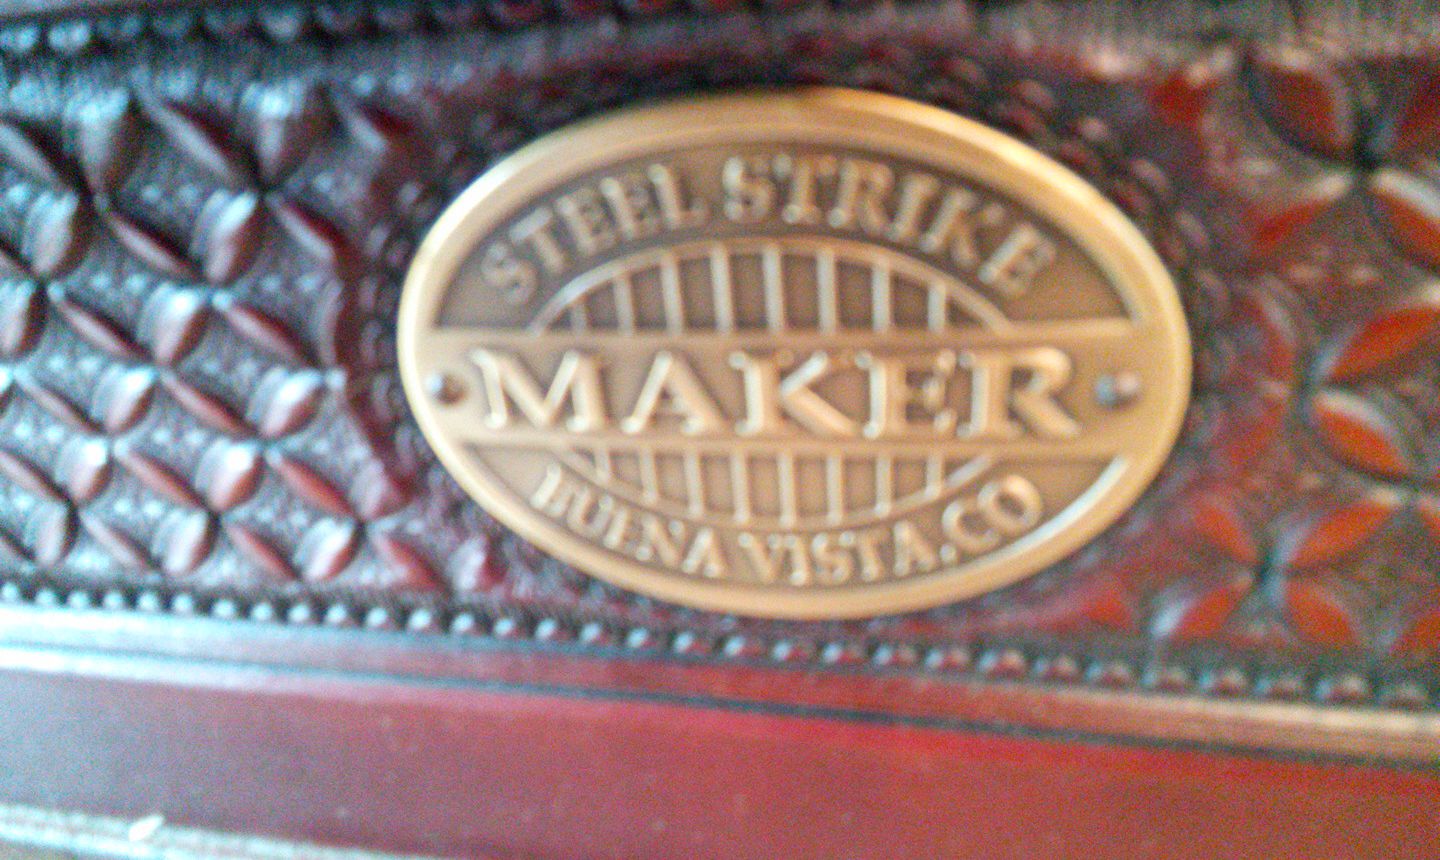 STEEL STRIKE
MAKER
BUENA VISTA.CO